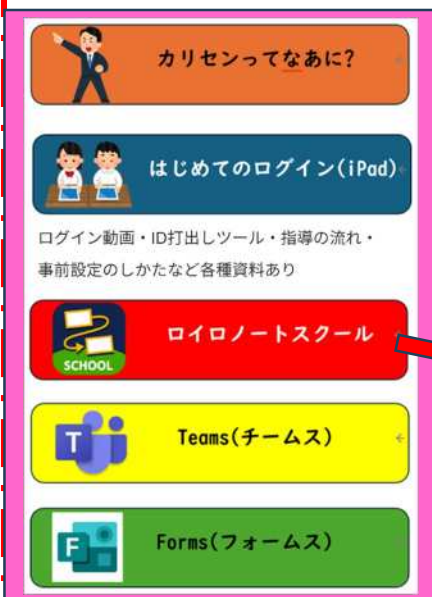 カリセンってなあに?
はじめてのログイン(iPad)
ログイン動画・ID打出しツール・指導の流れ・
事前設定のしかたなど各種資料あり
SCHOOL
ロイロノートスクール
T
Teams(チームス)
F
Forms(フォームス)